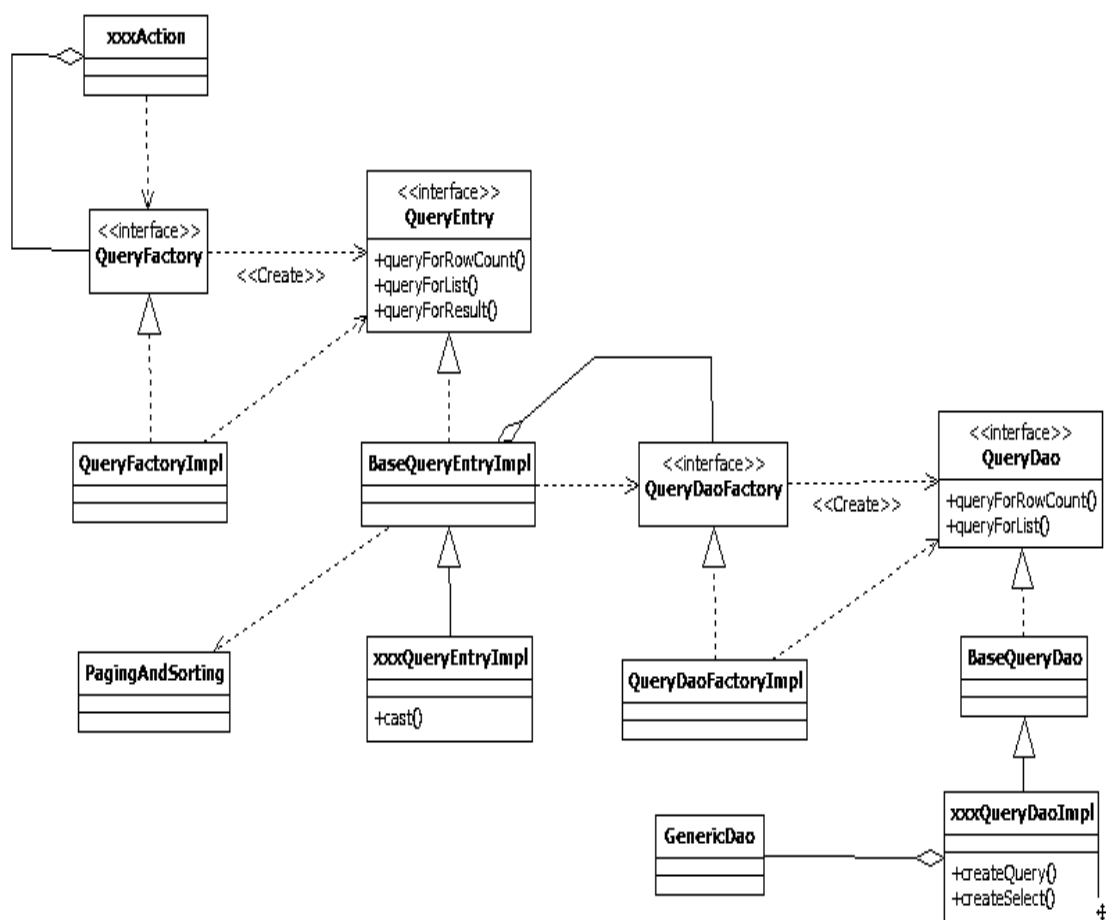 xxxAction
<<interface>>
QueryFactory
<<Create>>
<<interface>>
QueryEntry
+queryForRowCount()
+queryForList()
+queryForResult()
QueryFactoryImpl
BaseQueryEntryImpl
<<interface>>
QueryDaoFactory
<<Create>>
<<interface>>
QueryDao
+queryForRowCount()
+queryForList()
PagingAndSorting
xxxQueryEntryImpl
+cast()
QueryDaoFactoryImpl
BaseQueryDao
GenericDao
xxxQueryDaoImpl
+createQuery()
+createSelect()